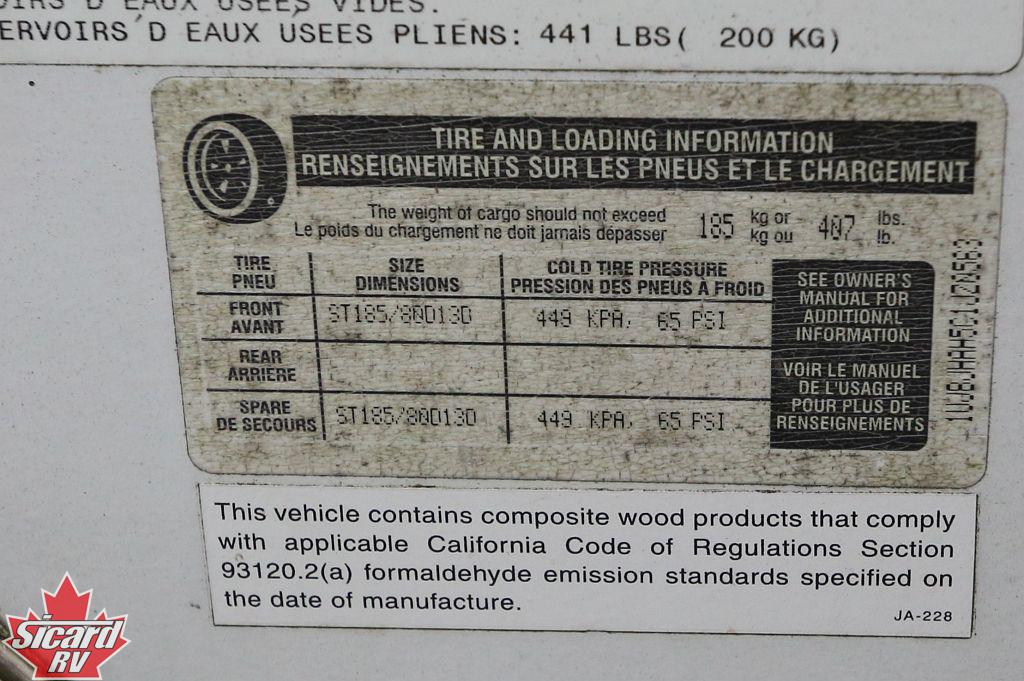 D'EAUX USEES VIDES.
ERVOIRS D EAUX USEES PLIENS: 441 LBS( 200 KG)
TIRE AND LOADING INFORMATION
RENSEIGNEMENTS SUR LES PNEUS ET LE CHARGEMENT
The weight of cargo should not exceed 185 kg or 407 lbs.
Le poids du chargement ne doit jamais dépasser kg ou lb.
TIRE SIZE COLD TIRE PRESSURE
PNEU DIMENSIONS PRESSION DES PNEUS À FROID
FRONT
AVANT
ST185/80D13D 449 KPA, 65 PSI
REAR
ARRIÈRE
SPARE
DE SECOURS
ST185/80D13D 449 KPA, 65 PSI
SEE OWNER'S
MANUAL FOR
ADDITIONAL
INFORMATION
VOIR LE MANUEL
DE L'USAGER
POUR PLUS DE
RENSEIGNEMENTS
This vehicle contains composite wood products that comply
with applicable California Code of Regulations Section
93120.2(a) formaldehyde emission standards specified on
the date of manufacture.
JA-228
Sicard
RV